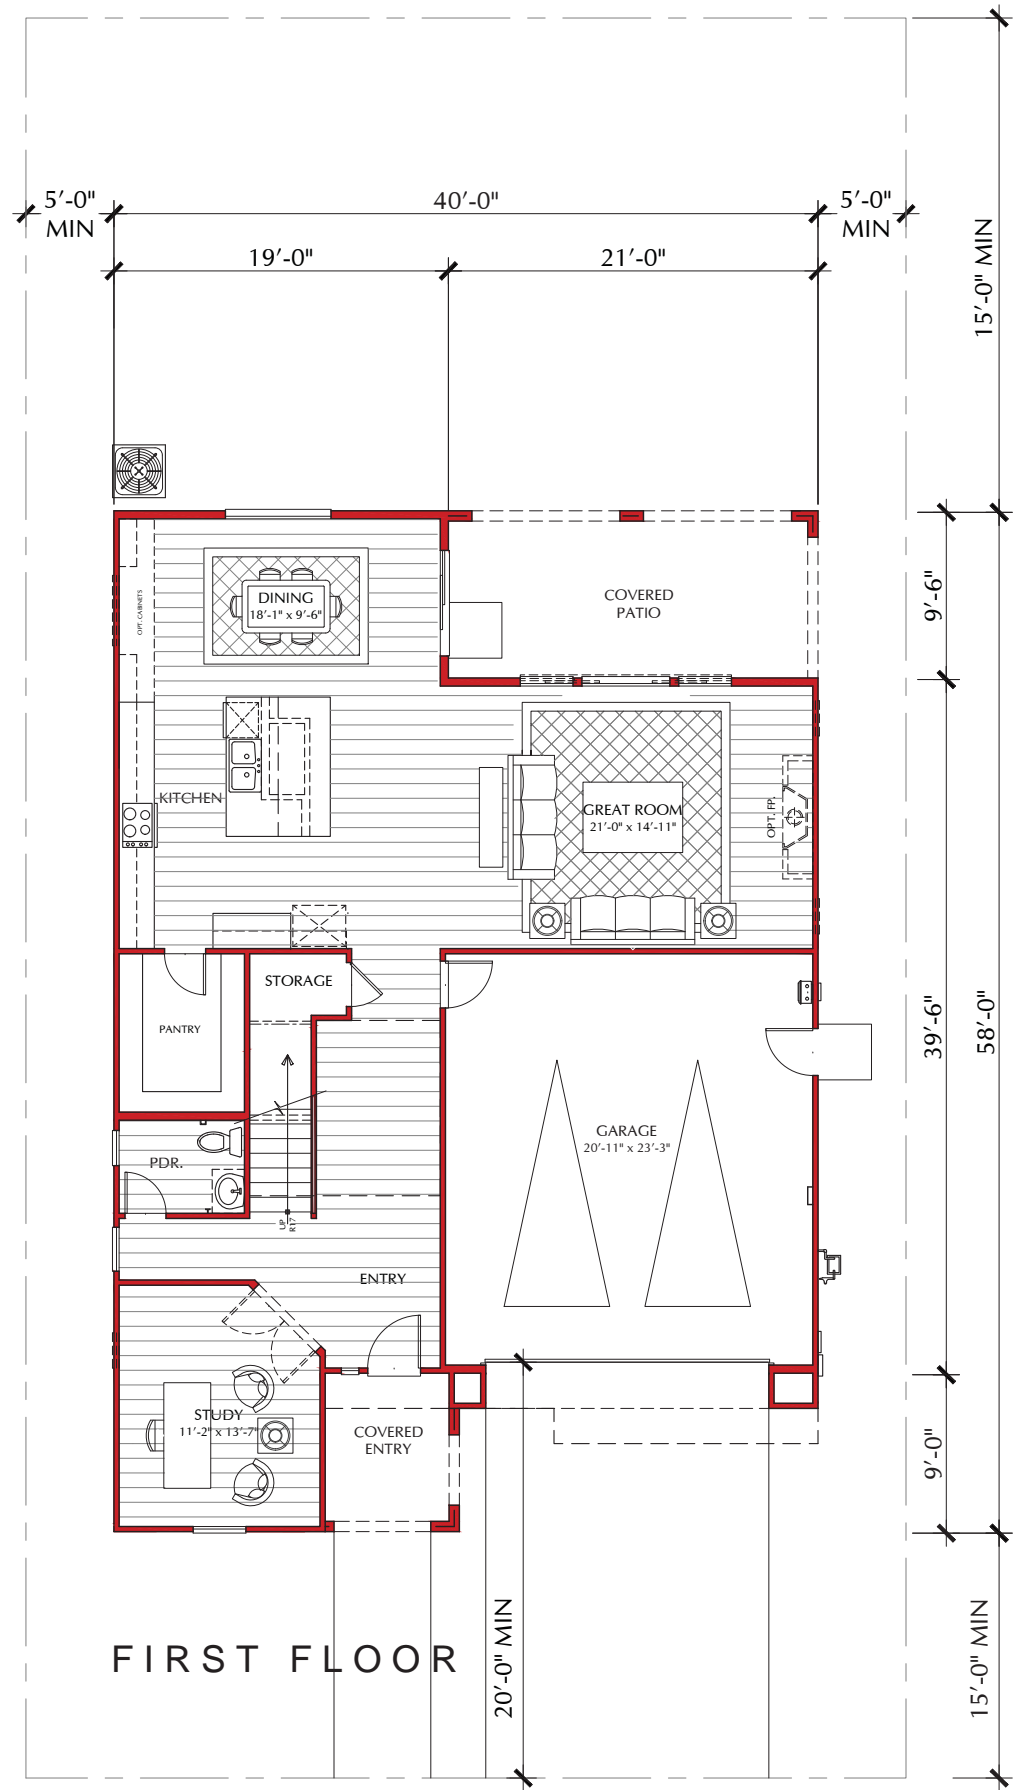 5'-0"
MIN
40'-0"
5'-0"
MIN
19'-0"
21'-0"
15'-0" MIN
9'-6"
COVERED
PATIO
OPT. CABINETS
DINING
18'-1" x 9'-6"
KITCHEN
GREAT ROOM
21'-0" x 14'-11"
OPT. FP.
STORAGE
PANTRY
39'-6"
58'-0"
GARAGE
20'-11" x 23'-3"
PDR.
UP
R17
ENTRY
STUDY
11'-2" x 13'-7"
COVERED
ENTRY
9'-0"
20'-0" MIN
15'-0" MIN
FIRST FLOOR